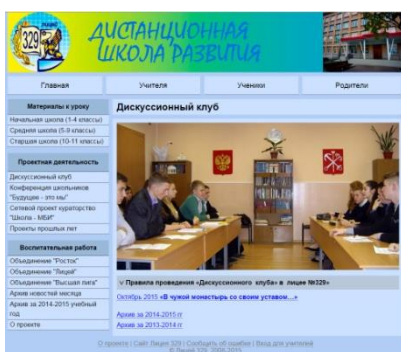 329
ДИСТАНЦИОННАЯ
ШКОЛА РАЗВИТИЯ
Главная
Учителя
Ученики
Родители
Материалы к уроку
Начальная школа (1-4 классы)
Средняя школа (5-9 классы)
Старшая школа (10-11 классы)
Проектная деятельность
Дискуссионный клуб
Конференция школьников
"Будущее - это мы"
Сетевой проект кураторство
"Школа - МБИ"
Проекты прошлых лет
Воспитательная работа
Объединение "Росток"
Объединение "Лицей"
Объединение "Высшая лига"
Архив новостей месяца
Архив за 2014-2015 учебный
год
О проекте
Дискуссионный клуб
Правила проведения «Дискуссионного клуба» в лицее №329»
Октябрь 2015 «В чужой монастырь со своим уставом…»
Архив за 2014-2015 гг
Архив за 2013-2014 гг
О проекте | Сайт Лицея 329 | Сообщить об ошибке | Вход для учителей
© Лицей 329, 2008-2015